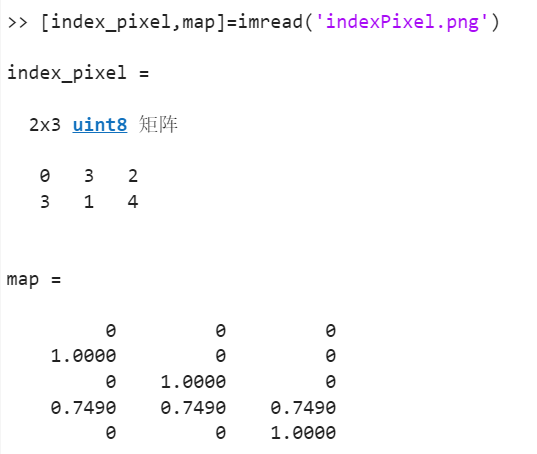 >> [index_pixel,map]=imread('indexPixel.png')
index_pixel =
2x3 uint8 矩阵
0 3 2
3 1 4
map =
0 0 0
1.0000 0 0
0 1.0000 0
0.7490 0.7490 0.7490
0 0 1.0000